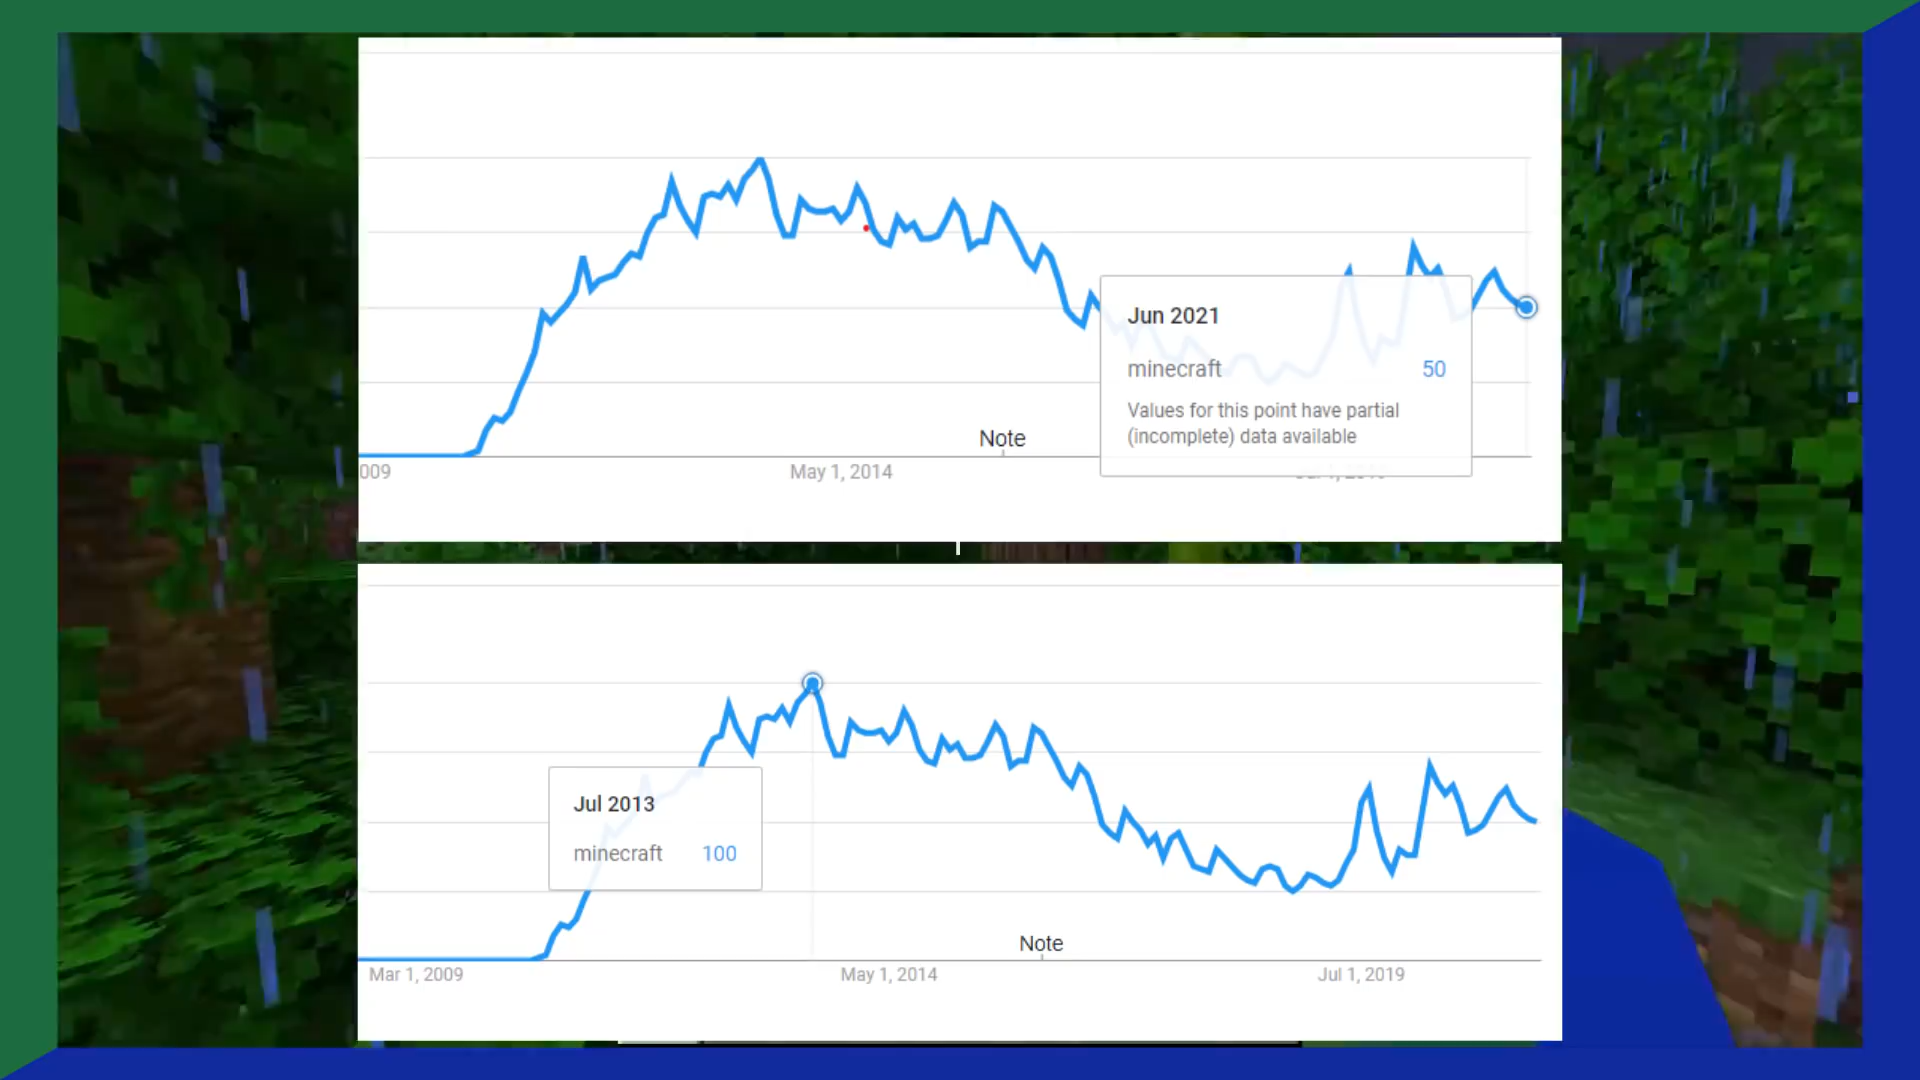 Jun 2021
minecraft 50
Values for this point have partial
(incomplete) data available
Note
009
May 1, 2014
Jul 2013
minecraft 100
Note
Mar 1, 2009
May 1, 2014
Jul 1, 2019